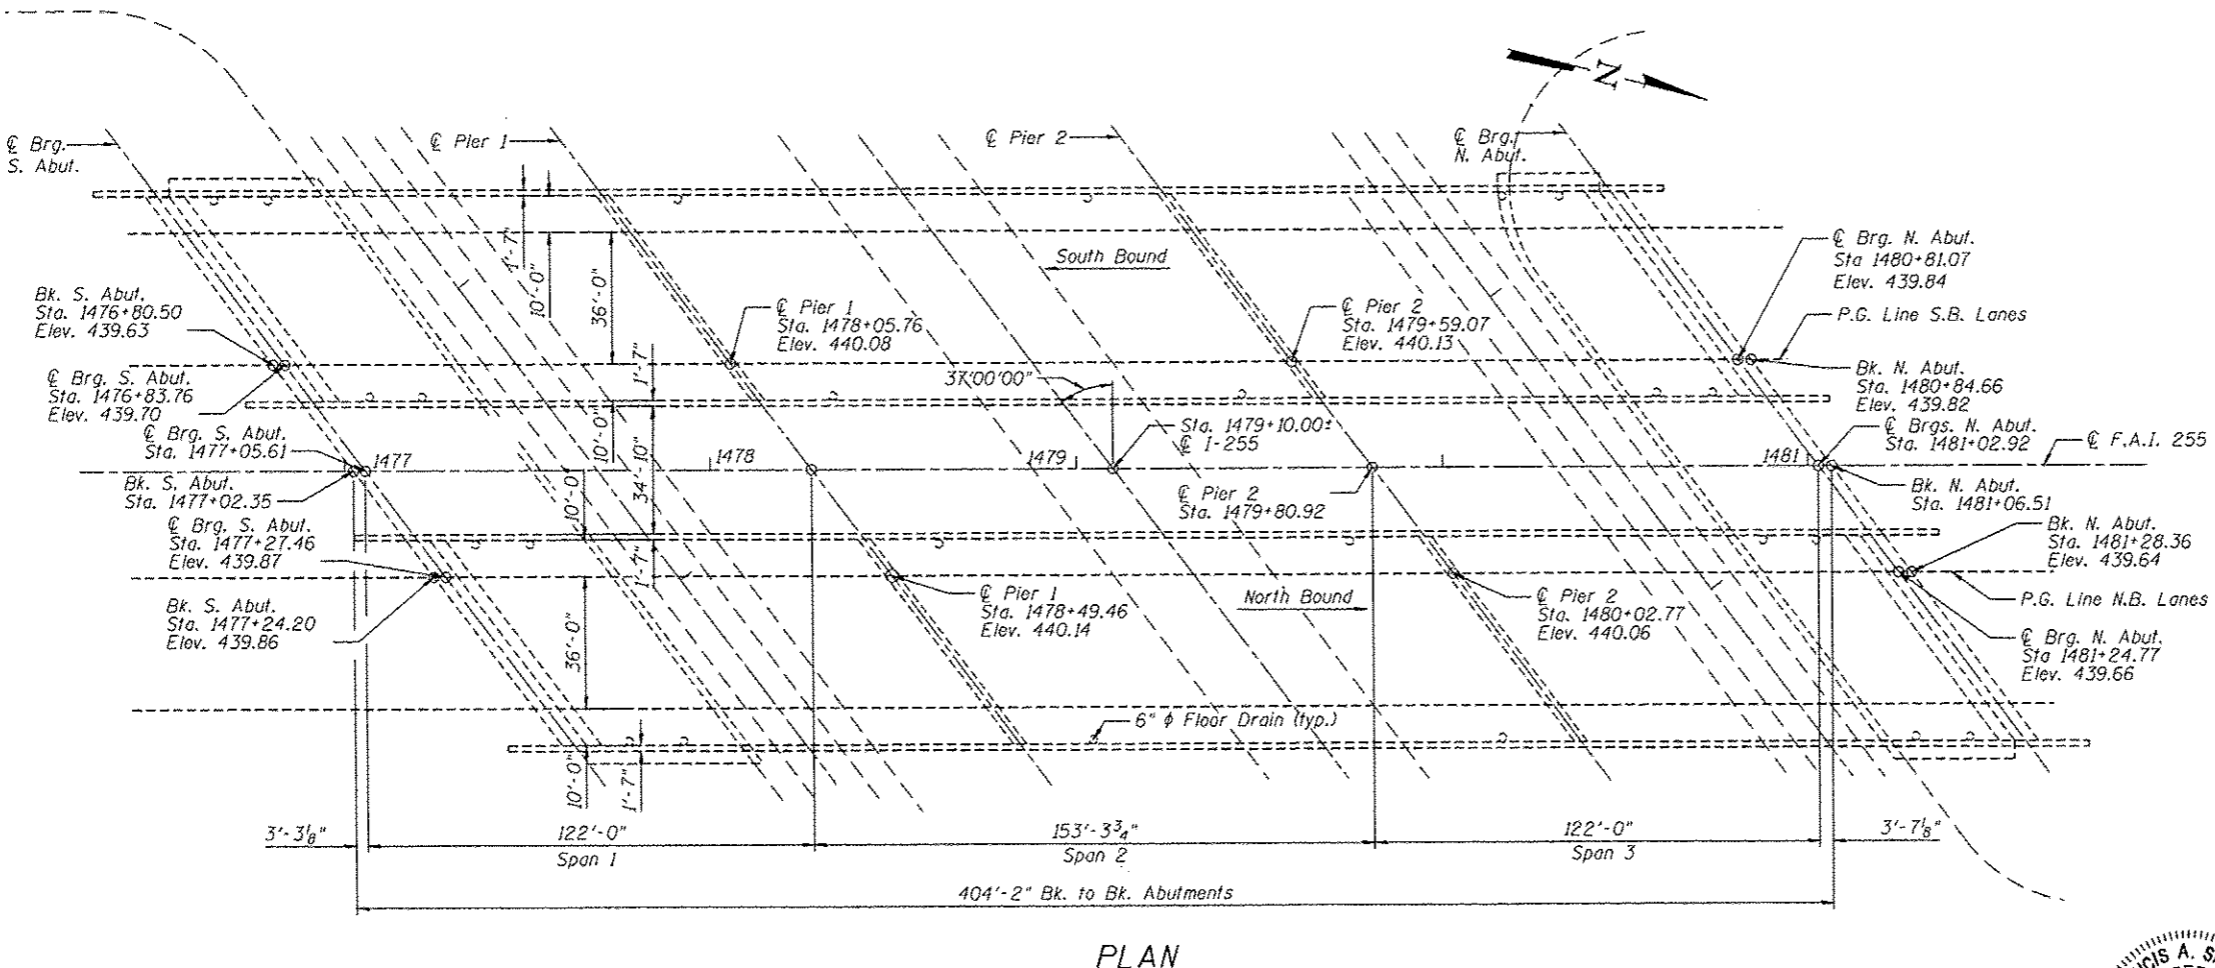 N
℄ Brg.
S. Abut.
℄ Pier 1
℄ Pier 2
℄ Brg.
N. Abut.
1'-7"
10'-0"
36'-0"
South Bound
℄ Brg. N. Abut.
Sta 1480+81.07
Elev. 439.84
Bk. S. Abut.
Sta. 1476+80.50
Elev. 439.63
℄ Pier 1
Sta. 1478+05.76
Elev. 440.08
℄ Pier 2
Sta. 1479+59.07
Elev. 440.13
P.G. Line S.B. Lanes
℄ Brg. S. Abut.
Sta. 1476+83.76
Elev. 439.70
1'-7"
Bk. N. Abut.
Sta. 1480+84.66
Elev. 439.82
10'-0"
34'-10"
Sta. 1479+10.00±
℄ I-255
℄ Brg. S. Abut.
Sta. 1477+05.61
℄ Brgs. N. Abut.
Sta. 1481+02.92
℄ F.A.I. 255
1477
1478
1479
1481
Bk. S. Abut.
Sta. 1477+02.35
10'-0"
℄ Pier 2
Sta. 1479+80.92
Bk. N. Abut.
Sta. 1481+06.51
℄ Brg. S. Abut.
Sta. 1477+27.46
Elev. 439.87
1'-7"
Bk. N. Abut.
Sta. 1481+28.36
Elev. 439.64
Bk. S. Abut.
Sta. 1477+24.20
Elev. 439.86
36'-0"
℄ Pier 1
Sta. 1478+49.46
Elev. 440.14
North Bound
℄ Pier 2
Sta. 1480+02.77
Elev. 440.06
P.G. Line N.B. Lanes
℄ Brg. N. Abut.
Sta 1481+24.77
Elev. 439.66
6" ϕ Floor Drain (typ.)
10'-0"
1'-7"
3'-3⅛"
122'-0"
153'-3¾"
122'-0"
3'-7⅛"
Span 1
Span 2
Span 3
404'-2" Bk. to Bk. Abutments
PLAN